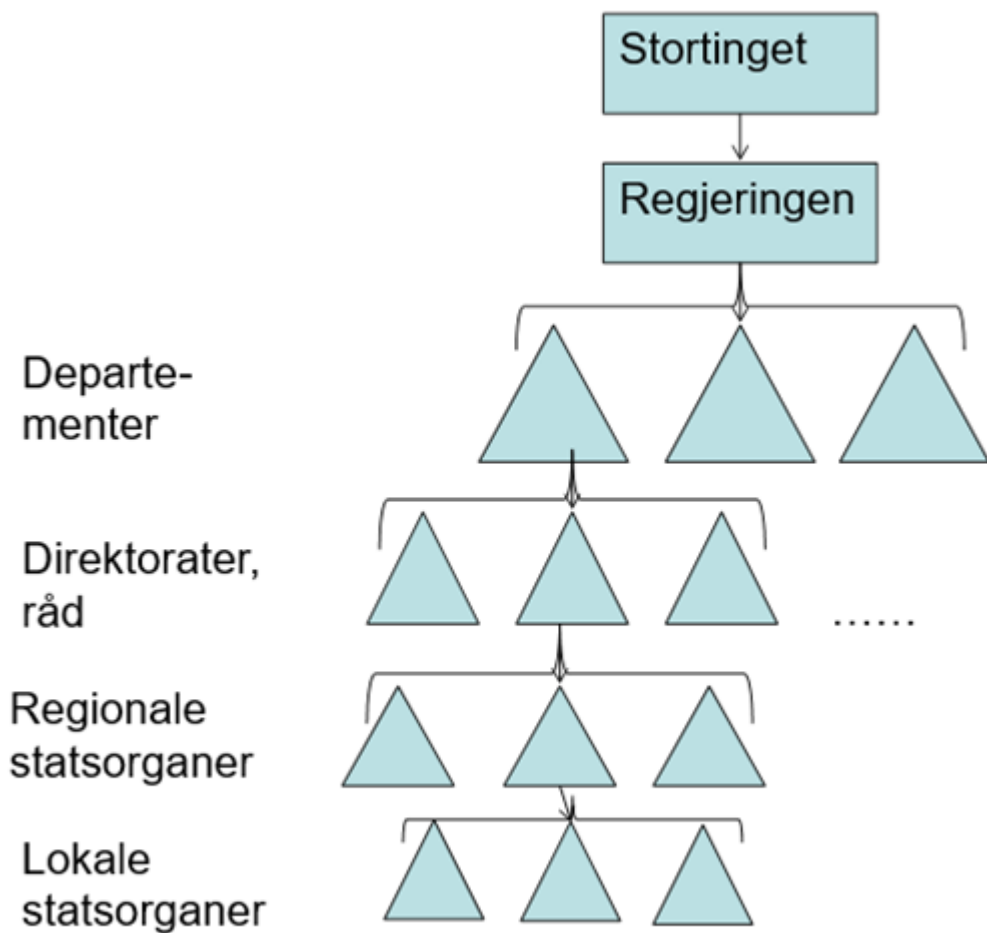 Stortinget
Regjeringen
Departe-
menter
Direktorater,
råd
......
Regionale
statsorganer
Lokale
statsorganer